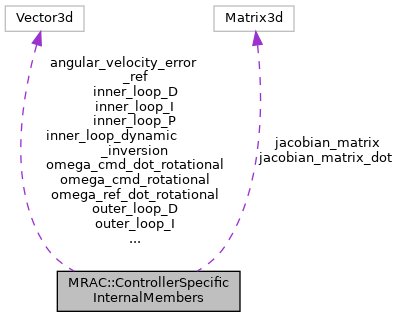 Vector3d
Matrix3d
angular_velocity_error
_ref
inner_loop_D
inner_loop_I
inner_loop_P
inner_loop_dynamic
_inversion
omega_cmd_dot_rotational
omega_cmd_rotational
omega_ref_dot_rotational
outer_loop_D
outer_loop_I
...
jacobian_matrix
jacobian_matrix_dot
MRAC::ControllerSpecific
InternalMembers